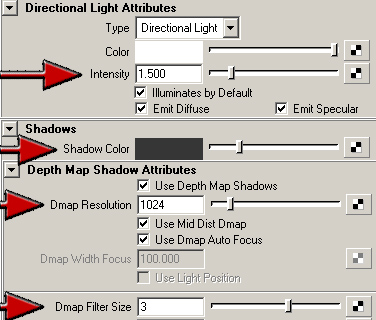 Directional Light Attributes
Type Directional Light
Color
Intensity 1.500
Illuminates by Default
Emit Diffuse Emit Specular
Shadows
Shadow Color
Depth Map Shadow Attributes
Use Depth Map Shadows
Dmap Resolution 1024
Use Mid Dist Dmap
Use Dmap Auto Focus
Dmap Width Focus 100.000
Use Light Position
Dmap Filter Size 3